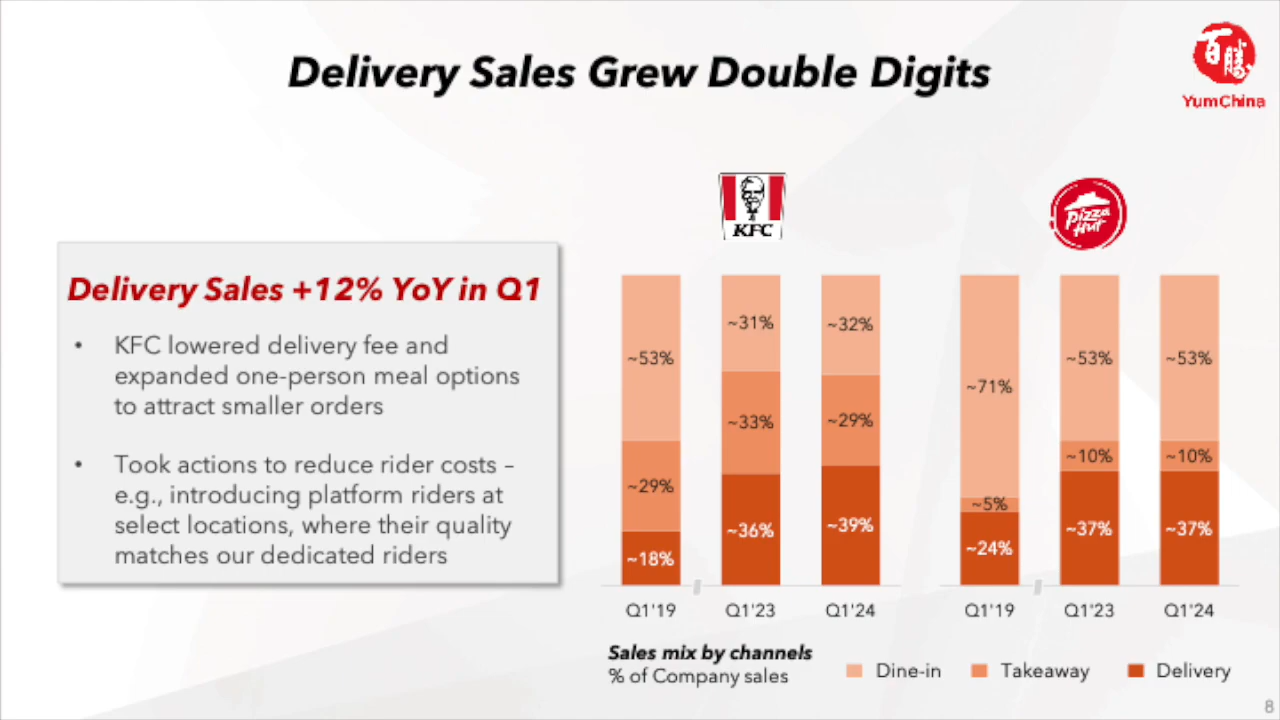 Delivery Sales Grew Double Digits
百勝
YumChina
KFC
Pizza
Hut
Delivery Sales +12% YoY in Q1
• KFC lowered delivery fee and
expanded one-person meal options
to attract smaller orders
• Took actions to reduce rider costs –
e.g., introducing platform riders at
select locations, where their quality
matches our dedicated riders
~53%
~29%
~18%
~31%
~33%
~36%
~32%
~29%
~39%
~71%
~5%
~24%
~53%
~10%
~37%
~53%
~10%
~37%
Q1'19 Q1'23 Q1'24 Q1'19 Q1'23 Q1'24
Sales mix by channels
% of Company sales
Dine-in Takeaway Delivery
8